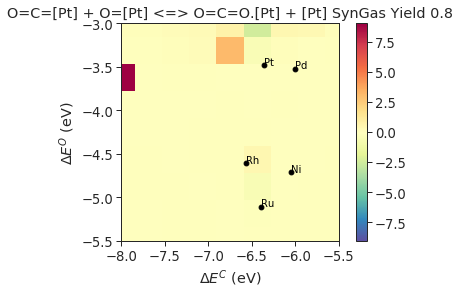 O=C=[Pt] + O=[Pt] <=> O=C=O.[Pt] + [Pt] SynGas Yield 0.8
−3.0
−3.5
−4.0
−4.5
−5.0
−5.5
ΔE^O (eV)
Pt
Pd
Rh
Ni
Ru
−8.0 −7.5 −7.0 −6.5 −6.0 −5.5
ΔE^C (eV)
7.5
5.0
2.5
0.0
−2.5
−5.0
−7.5